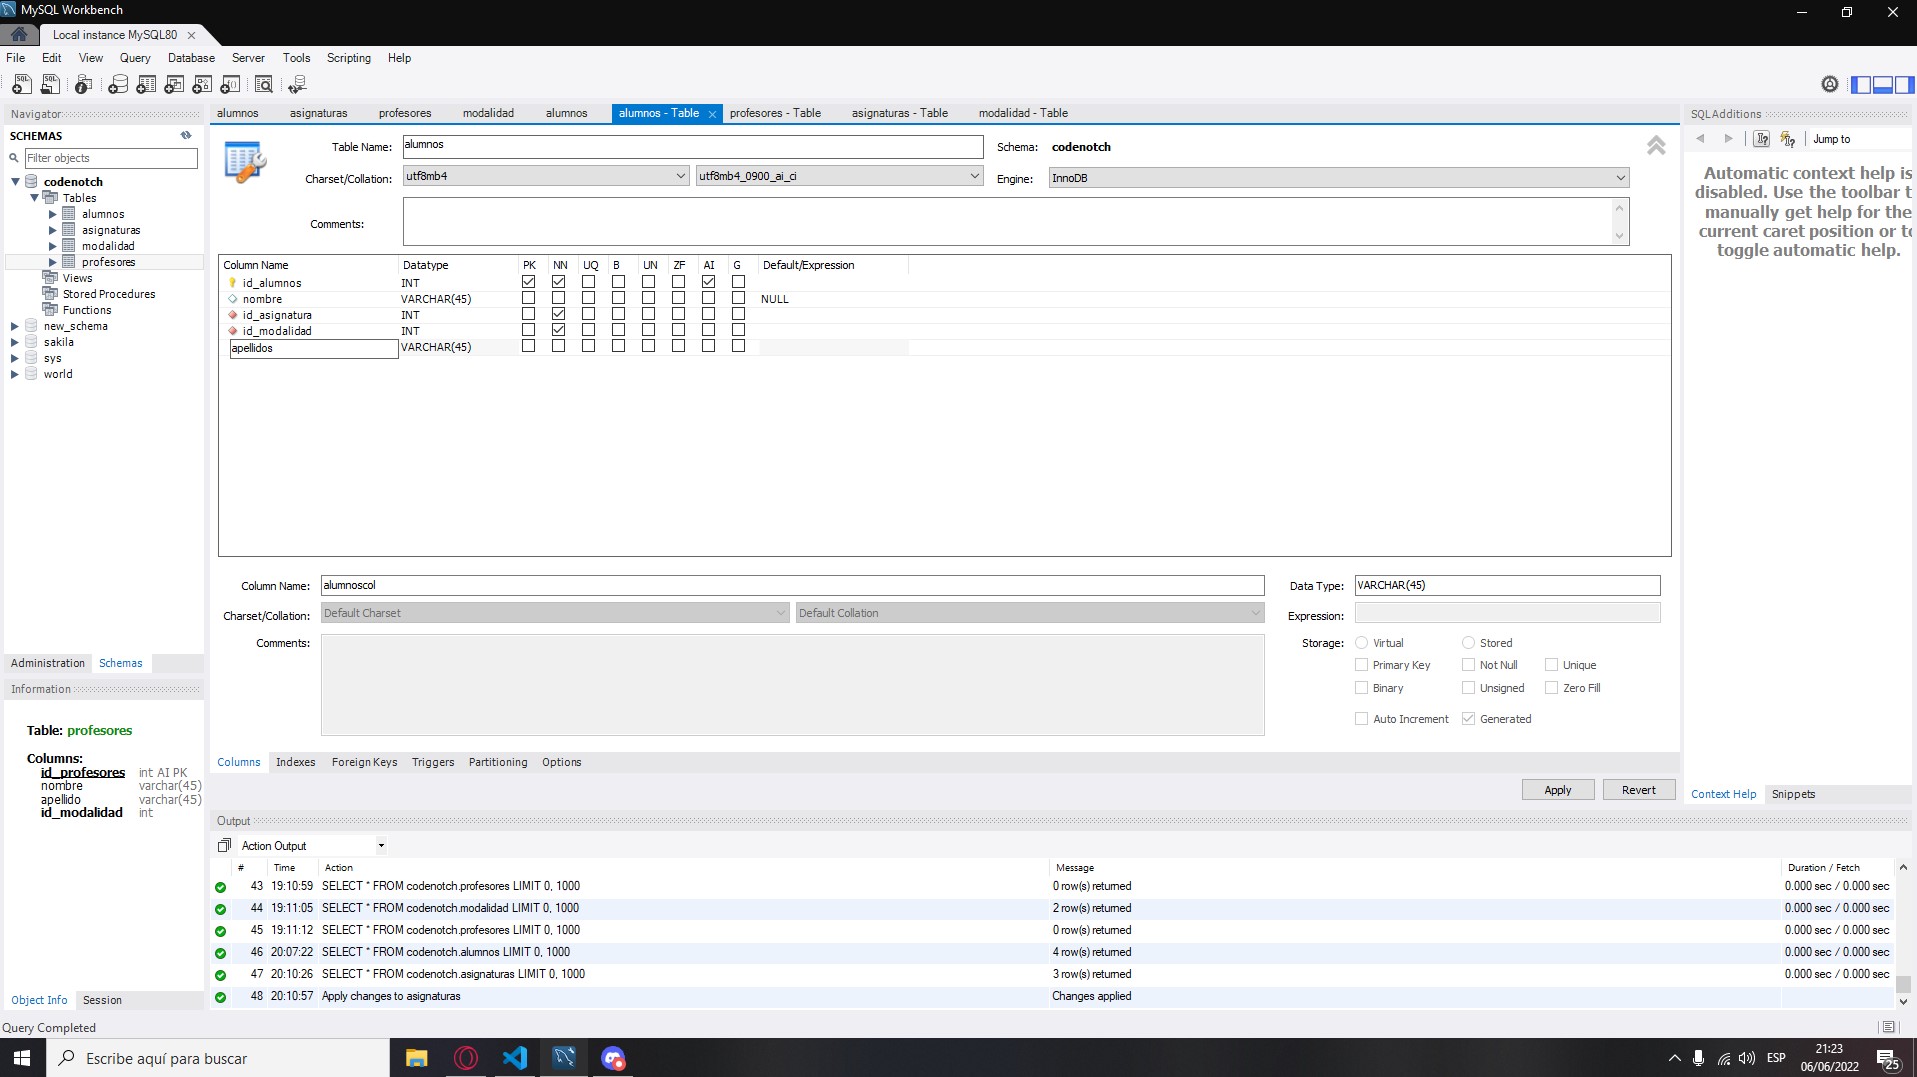 MySQL Workbench
Local instance MySQL80
File Edit View Query Database Server Tools Scripting Help
Navigator
SCHEMAS
Filter objects
codenotch
Tables
alumnos
asignaturas
modalidad
profesores
Views
Stored Procedures
Functions
new_schema
sakila
sys
world
Administration Schemas
Information
Table: profesores
Columns:
id_profesores int AI PK
nombre varchar(45)
apellido varchar(45)
id_modalidad int
Object Info Session
alumnos asignaturas profesores modalidad alumnos alumnos - Table profesores - Table asignaturas - Table modalidad - Table
Table Name: alumnos Schema: codenotch
Charset/Collation: utf8mb4 utf8mb4_0900_ai_ci Engine: InnoDB
Comments:
Column Name Datatype PK NN UQ B UN ZF AI G Default/Expression
id_alumnos INT
nombre VARCHAR(45) NULL
id_asignatura INT
id_modalidad INT
apellidos VARCHAR(45)
Column Name: alumnoscol Data Type: VARCHAR(45)
Charset/Collation: Default Charset Default Collation Expression:
Comments: Storage: Virtual Stored
Primary Key Not Null Unique
Binary Unsigned Zero Fill
Auto Increment Generated
Columns Indexes Foreign Keys Triggers Partitioning Options
Apply Revert
SQLAdditions
Jump to
Automatic context help is
disabled. Use the toolbar t
manually get help for the
current caret position or to
toggle automatic help.
Context Help Snippets
Output
Action Output
# Time Action Message Duration / Fetch
43 19:10:59 SELECT * FROM codenotch.profesores LIMIT 0, 1000 0 row(s) returned 0.000 sec / 0.000 sec
44 19:11:05 SELECT * FROM codenotch.modalidad LIMIT 0, 1000 2 row(s) returned 0.000 sec / 0.000 sec
45 19:11:12 SELECT * FROM codenotch.profesores LIMIT 0, 1000 0 row(s) returned 0.000 sec / 0.000 sec
46 20:07:22 SELECT * FROM codenotch.alumnos LIMIT 0, 1000 4 row(s) returned 0.000 sec / 0.000 sec
47 20:10:26 SELECT * FROM codenotch.asignaturas LIMIT 0, 1000 3 row(s) returned 0.000 sec / 0.000 sec
48 20:10:57 Apply changes to asignaturas Changes applied
Query Completed
Escribe aquí para buscar
ESP
21:23
06/06/2022
25